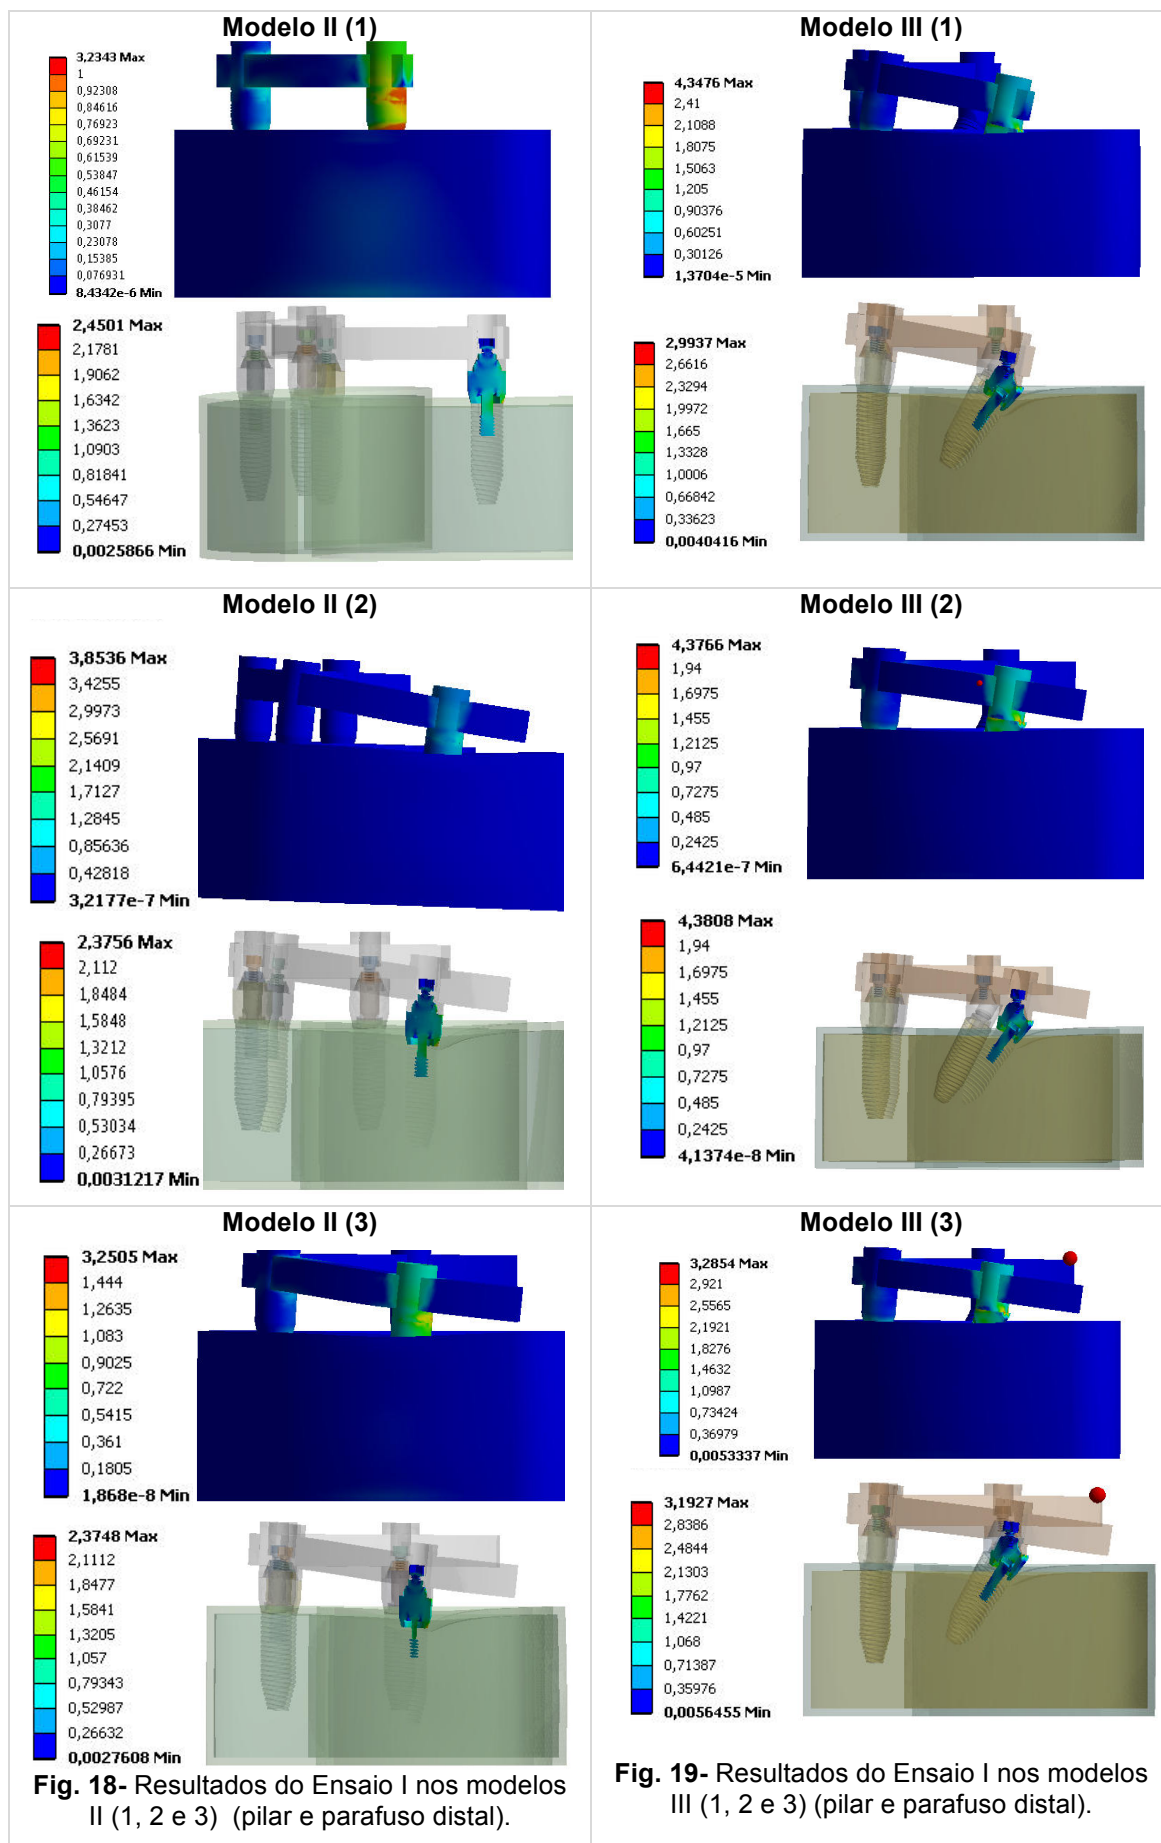 Modelo II (1)
3,2343 Max
1
0,92308
0,84616
0,76923
0,69231
0,61539
0,53847
0,46154
0,38462
0,3077
0,23078
0,15385
0,076931
8,4342e-6 Min
2,4501 Max
2,1781
1,9062
1,6342
1,3623
1,0903
0,81841
0,54647
0,27453
0,0025866 Min
Modelo III (1)
4,3476 Max
2,41
2,1088
1,8075
1,5063
1,205
0,90376
0,60251
0,30126
1,3704e-5 Min
2,9937 Max
2,6616
2,3294
1,9972
1,665
1,3328
1,0006
0,66842
0,33623
0,0040416 Min
Modelo II (2)
3,8536 Max
3,4255
2,9973
2,5691
2,1409
1,7127
1,2845
0,85636
0,42818
3,2177e-7 Min
2,3756 Max
2,112
1,8484
1,5848
1,3212
1,0576
0,79395
0,53034
0,26673
0,0031217 Min
Modelo III (2)
4,3766 Max
1,94
1,6975
1,455
1,2125
0,97
0,7275
0,485
0,2425
6,4421e-7 Min
4,3808 Max
1,94
1,6975
1,455
1,2125
0,97
0,7275
0,485
0,2425
4,1374e-8 Min
Modelo II (3)
3,2505 Max
1,444
1,2635
1,083
0,9025
0,722
0,5415
0,361
0,1805
1,868e-8 Min
2,3748 Max
2,1112
1,8477
1,5841
1,3205
1,057
0,79343
0,52987
0,26632
0,0027608 Min
Fig. 18- Resultados do Ensaio I nos modelos
II (1, 2 e 3) (pilar e parafuso distal).
Modelo III (3)
3,2854 Max
2,921
2,5565
2,1921
1,8276
1,4632
1,0987
0,73424
0,36979
0,0053337 Min
3,1927 Max
2,8386
2,4844
2,1303
1,7762
1,4221
1,068
0,71387
0,35976
0,0056455 Min
Fig. 19- Resultados do Ensaio I nos modelos
III (1, 2 e 3) (pilar e parafuso distal).